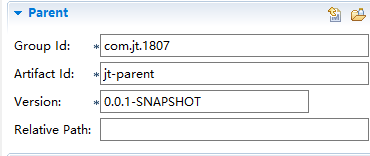 Parent
Group Id: * com.jt.1807
Artifact Id: * jt-parent
Version: * 0.0.1-SNAPSHOT
Relative Path: